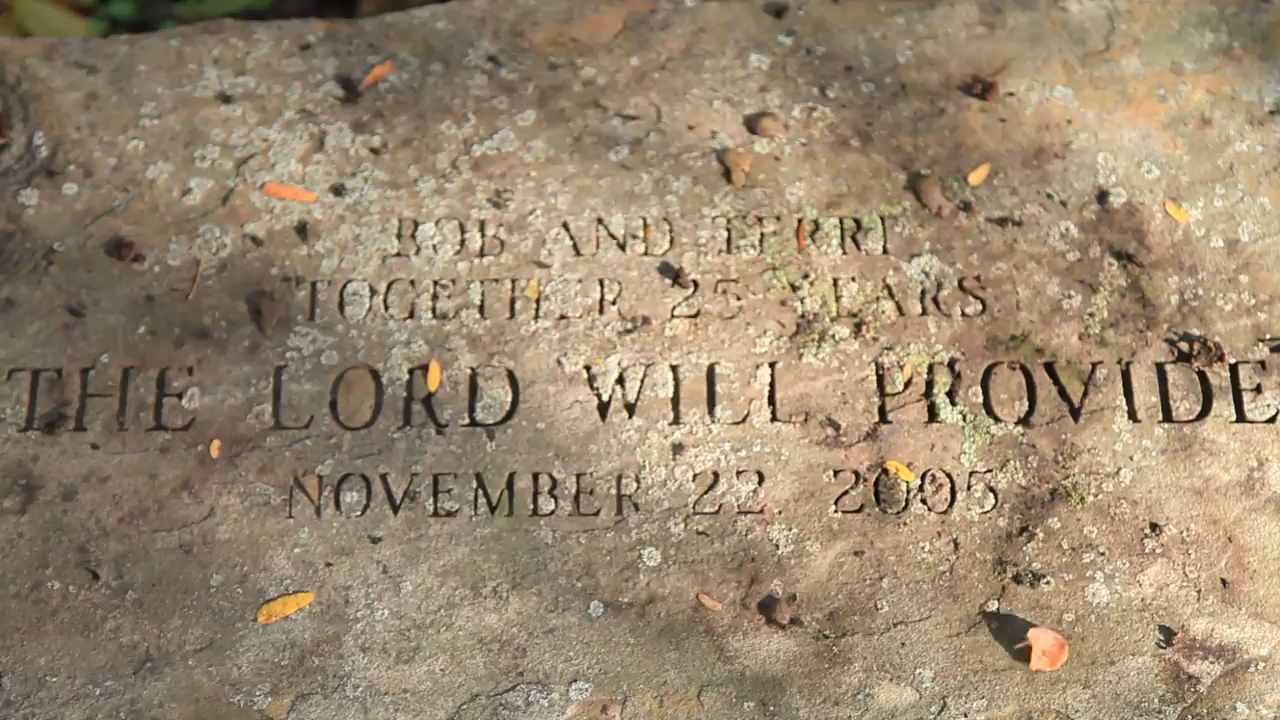 BOB AND TERRI
TOGETHER 25 YEARS
THE LORD WILL PROVIDE
NOVEMBER 22, 2005